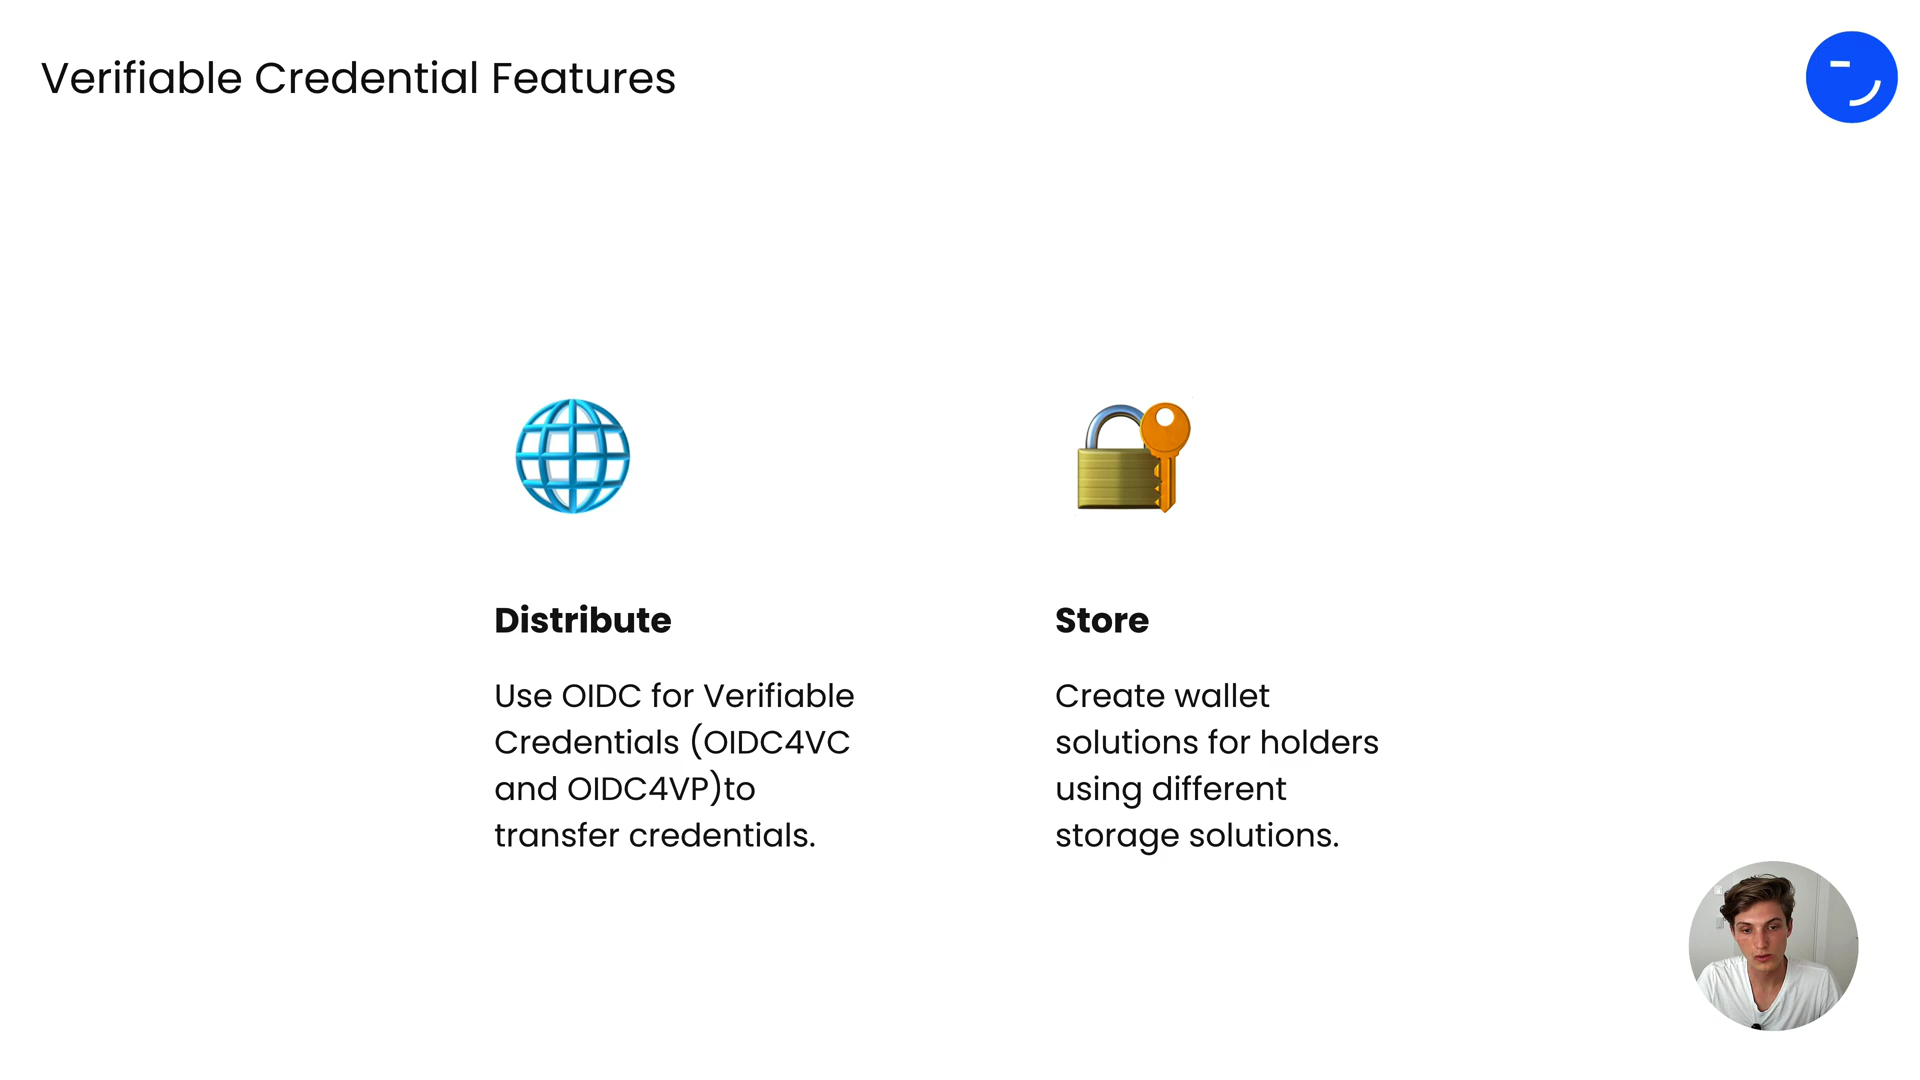 Verifiable Credential Features
Distribute
Use OIDC for Verifiable
Credentials (OIDC4VC
and OIDC4VP)to
transfer credentials.
Store
Create wallet
solutions for holders
using different
storage solutions.